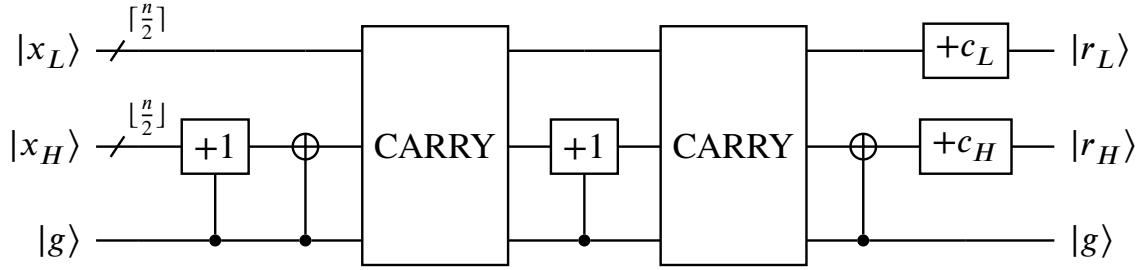 |x_L⟩ ⌈n/2⌉ +c_L |r_L⟩
|x_H⟩ ⌊n/2⌋ +1 CARRY +1 CARRY +c_H |r_H⟩
|g⟩ |g⟩